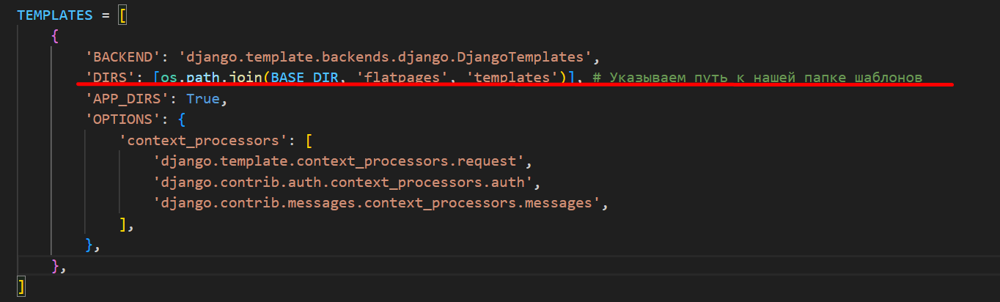 TEMPLATES = [
    {
        'BACKEND': 'django.template.backends.django.DjangoTemplates',
        'DIRS': [os.path.join(BASE_DIR, 'flatpages', 'templates')], # Указываем путь к нашей папке шаблонов
        'APP_DIRS': True,
        'OPTIONS': {
            'context_processors': [
                'django.template.context_processors.request',
                'django.contrib.auth.context_processors.auth',
                'django.contrib.messages.context_processors.messages',
            ],
        },
    },
]